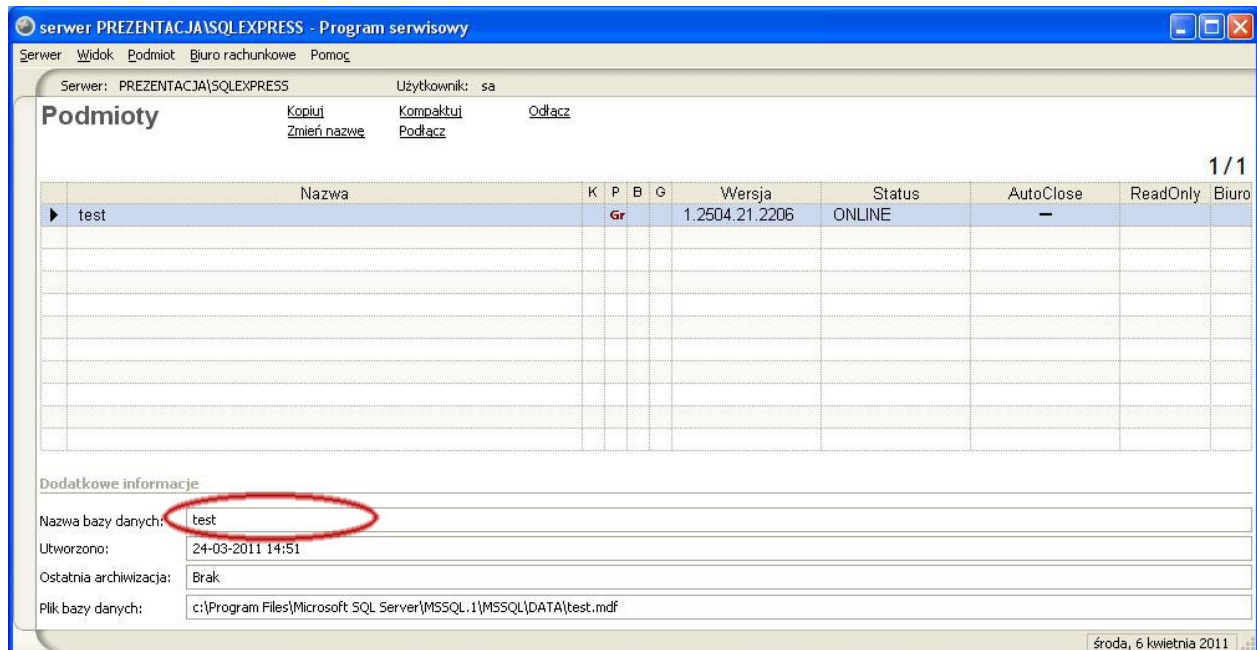 serwer PREZENTACJA\SQLEXPRESS - Program serwisowy
Serwer Widok Podmiot Biuro rachunkowe Pomoc
Serwer: PREZENTACJA\SQLEXPRESS Użytkownik: sa
Podmioty Kopiuj Kompaktuj Odłącz
Zmień nazwę Podłącz
1/1
Nazwa K P B G Wersja Status AutoClose ReadOnly Biuro
test Gr 1.2504.21.2206 ONLINE –
Dodatkowe informacje
Nazwa bazy danych: test
Utworzono: 24-03-2011 14:51
Ostatnia archiwizacja: Brak
Plik bazy danych: c:\Program Files\Microsoft SQL Server\MSSQL.1\MSSQL\DATA\test.mdf
środa, 6 kwietnia 2011